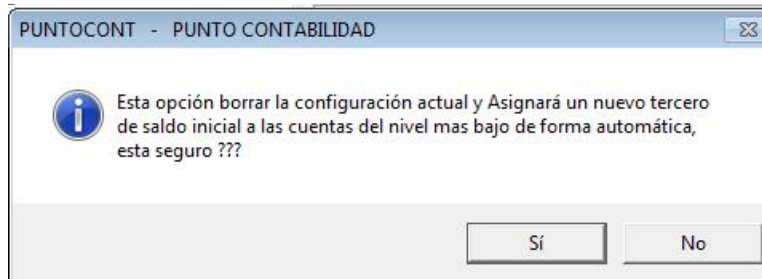 PUNTOCONT - PUNTO CONTABILIDAD
Esta opción borrar la configuración actual y Asignará un nuevo tercero
de saldo inicial a las cuentas del nivel mas bajo de forma automática,
esta seguro ???
Sí
No